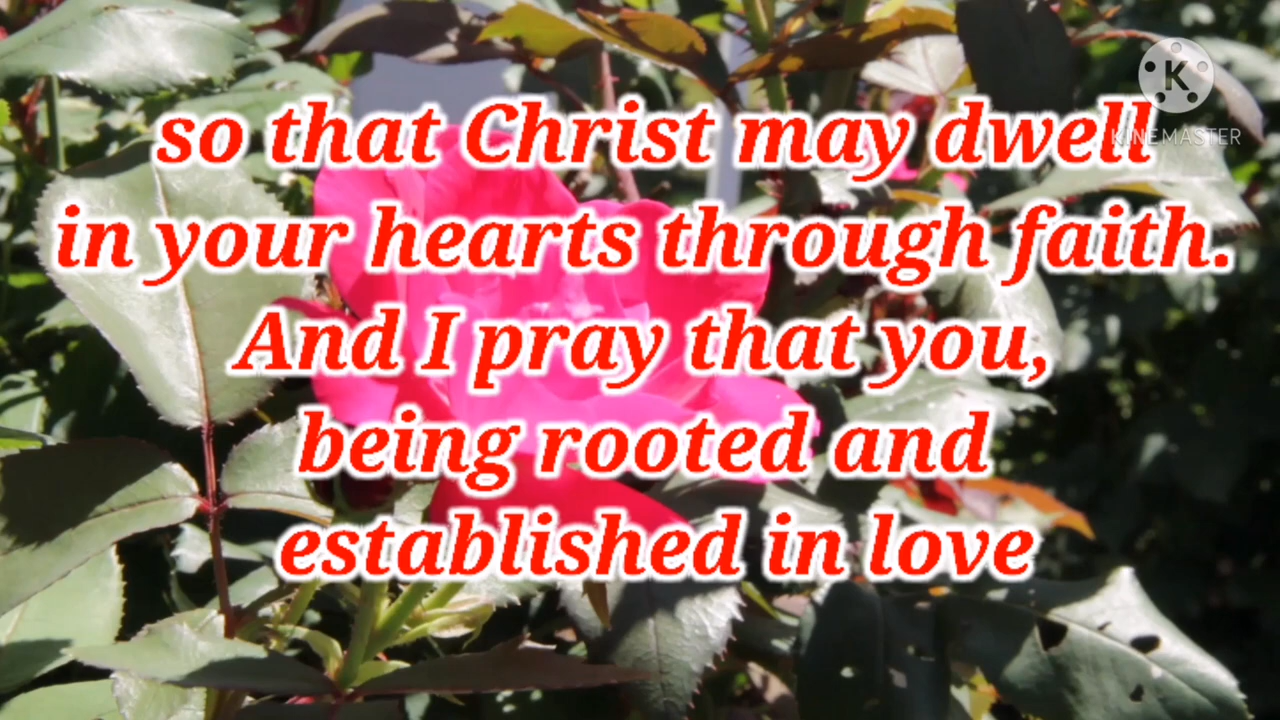 K
KINEMASTER
so that Christ may dwell
in your hearts through faith.
And I pray that you,
being rooted and
established in love